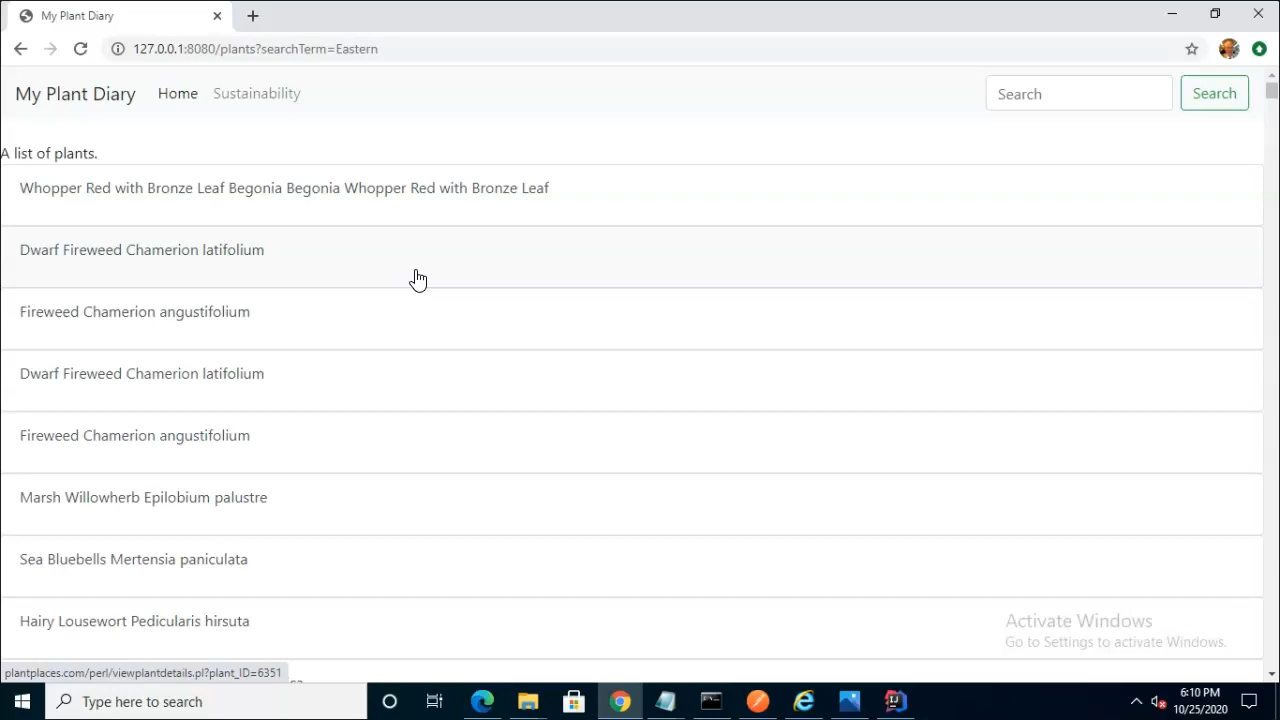 My Plant Diary
127.0.0.1:8080/plants?searchTerm=Eastern
My Plant Diary Home Sustainability Search Search
A list of plants.
Whopper Red with Bronze Leaf Begonia Begonia Whopper Red with Bronze Leaf
Dwarf Fireweed Chamerion latifolium
Fireweed Chamerion angustifolium
Dwarf Fireweed Chamerion latifolium
Fireweed Chamerion angustifolium
Marsh Willowherb Epilobium palustre
Sea Bluebells Mertensia paniculata
Hairy Lousewort Pedicularis hirsuta
Activate Windows
Go to Settings to activate Windows.
plantplaces.com/perl/viewplantdetails.pl?plant_ID=6351
Type here to search
6:10 PM
10/25/2020